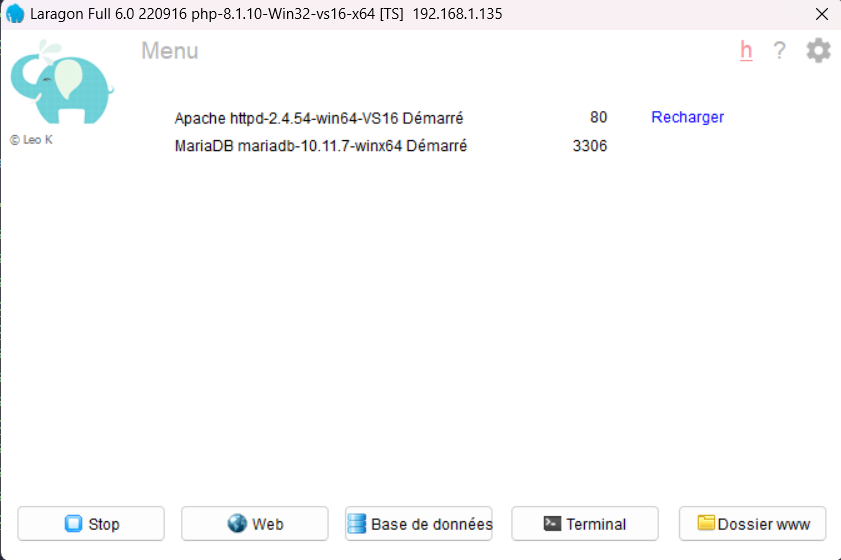 Laragon Full 6.0 220916 php-8.1.10-Win32-vs16-x64 [TS] 192.168.1.135
Menu
h ?
© Leo K
Apache httpd-2.4.54-win64-VS16 Démarré 80 Recharger
MariaDB mariadb-10.11.7-winx64 Démarré 3306
Stop Web Base de données Terminal Dossier www